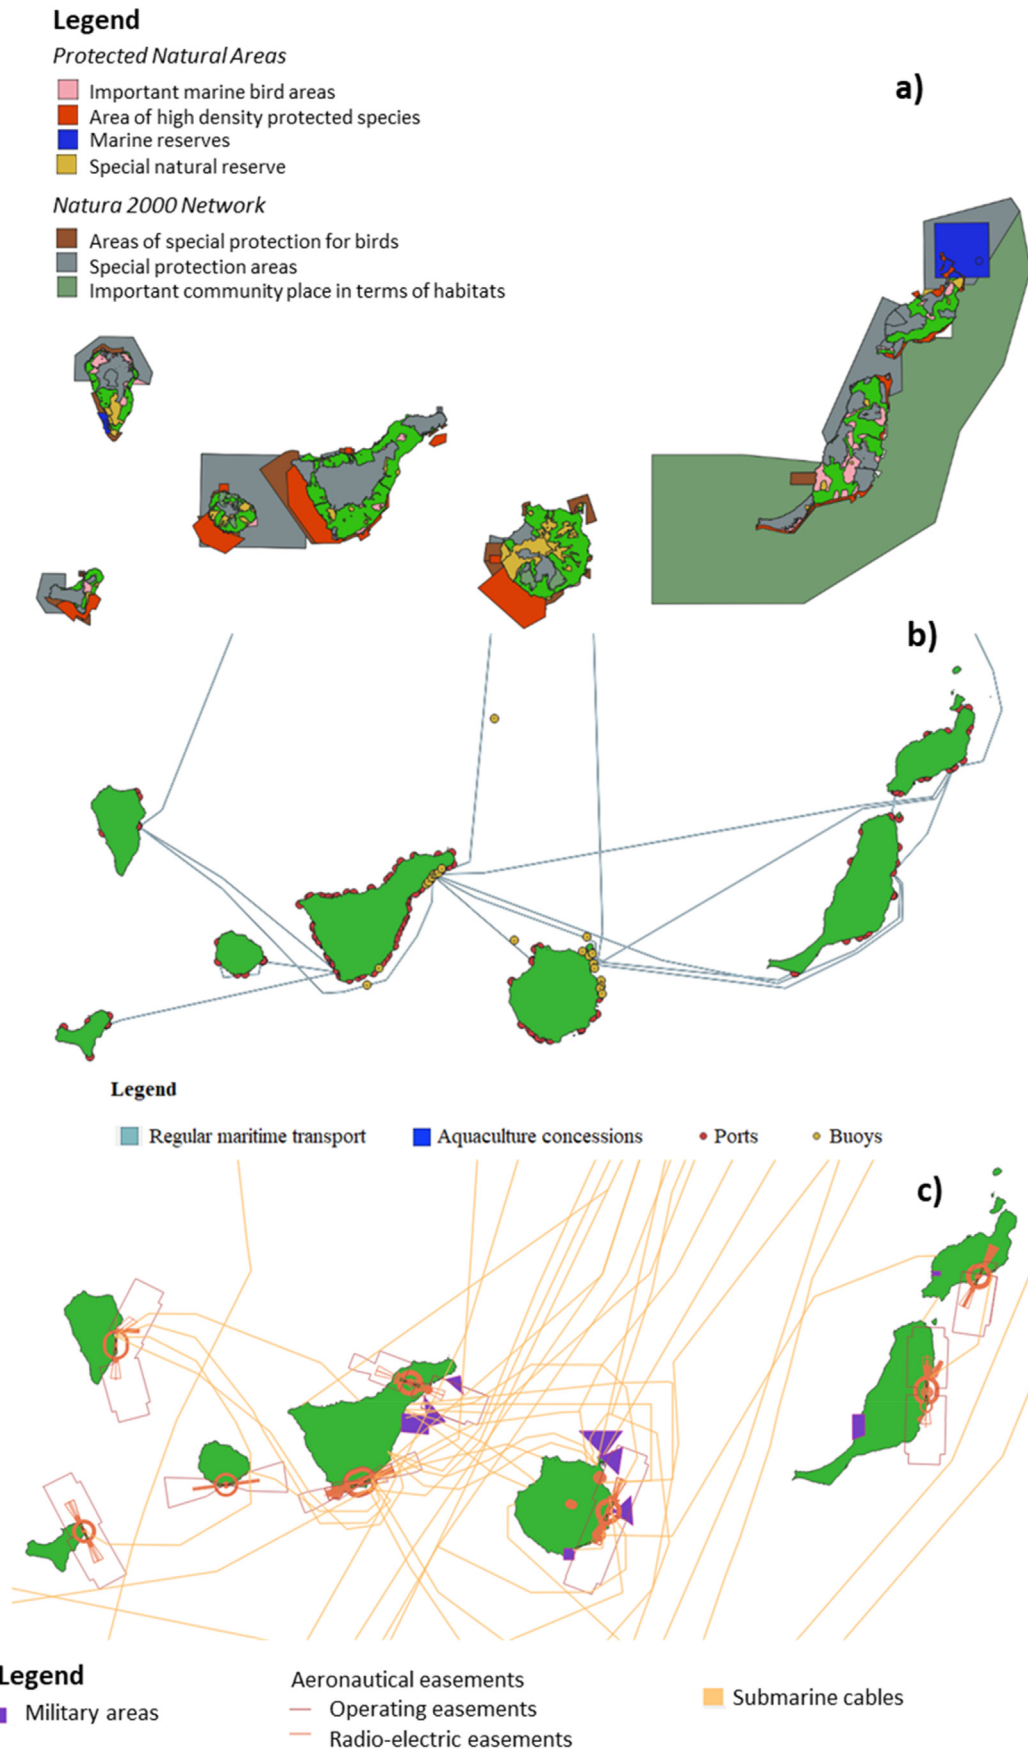 Legend
Protected Natural Areas
a)
Important marine bird areas
Area of high density protected species
Marine reserves
Special natural reserve
Natura 2000 Network
Areas of special protection for birds
Special protection areas
Important community place in terms of habitats
b)
Legend
Regular maritime transport Aquaculture concessions Ports Buoys
c)
Legend
Military areas
Aeronautical easements
Operating easements
Radio-electric easements
Submarine cables